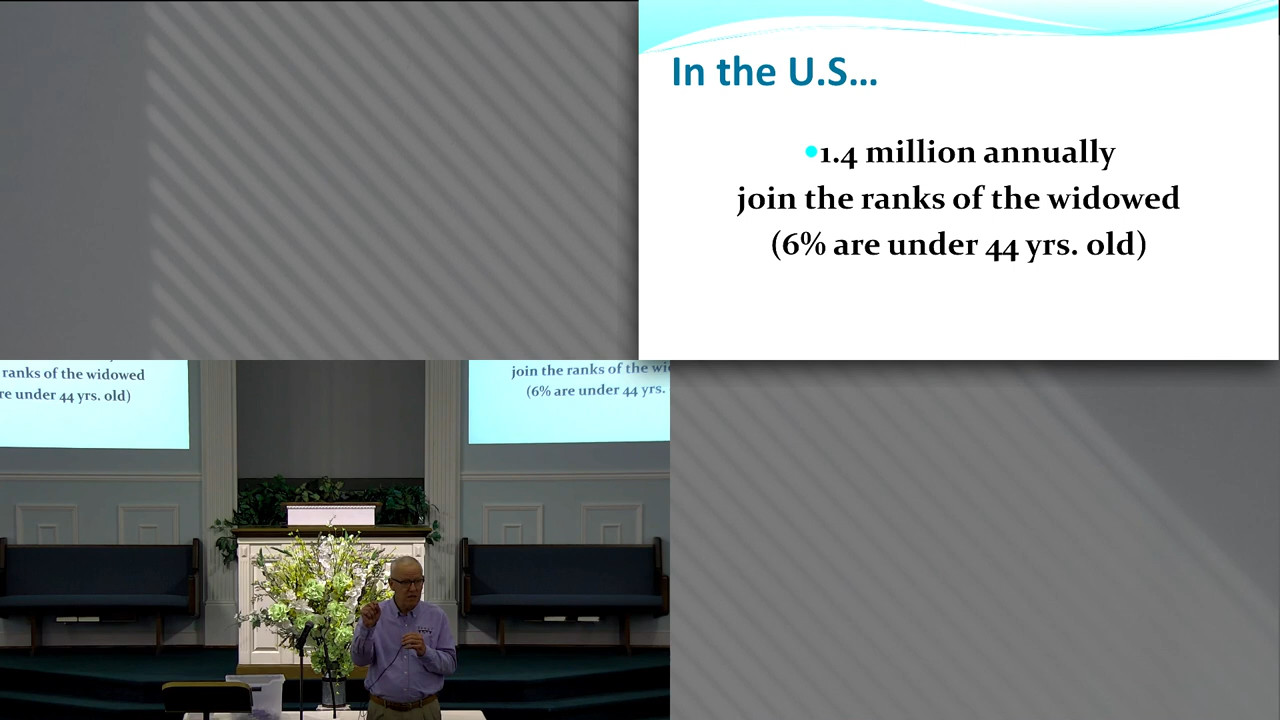 In the U.S...
•1.4 million annually
join the ranks of the widowed
(6% are under 44 yrs. old)
ranks of the widowed
re under 44 yrs. old)
join the ranks of the wi
(6% are under 44 yrs.